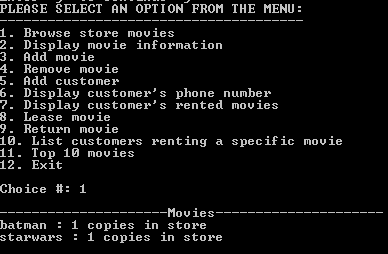 PLEASE SELECT AN OPTION FROM THE MENU:
--------------------------------------
1. Browse store movies
2. Display movie information
3. Add movie
4. Remove movie
5. Add customer
6. Display customer's phone number
7. Display customer's rented movies
8. Lease movie
9. Return movie
10. List customers renting a specific movie
11. Top 10 movies
12. Exit
Choice #: 1
---------------------Movies---------------------
batman : 1 copies in store
starwars : 1 copies in store